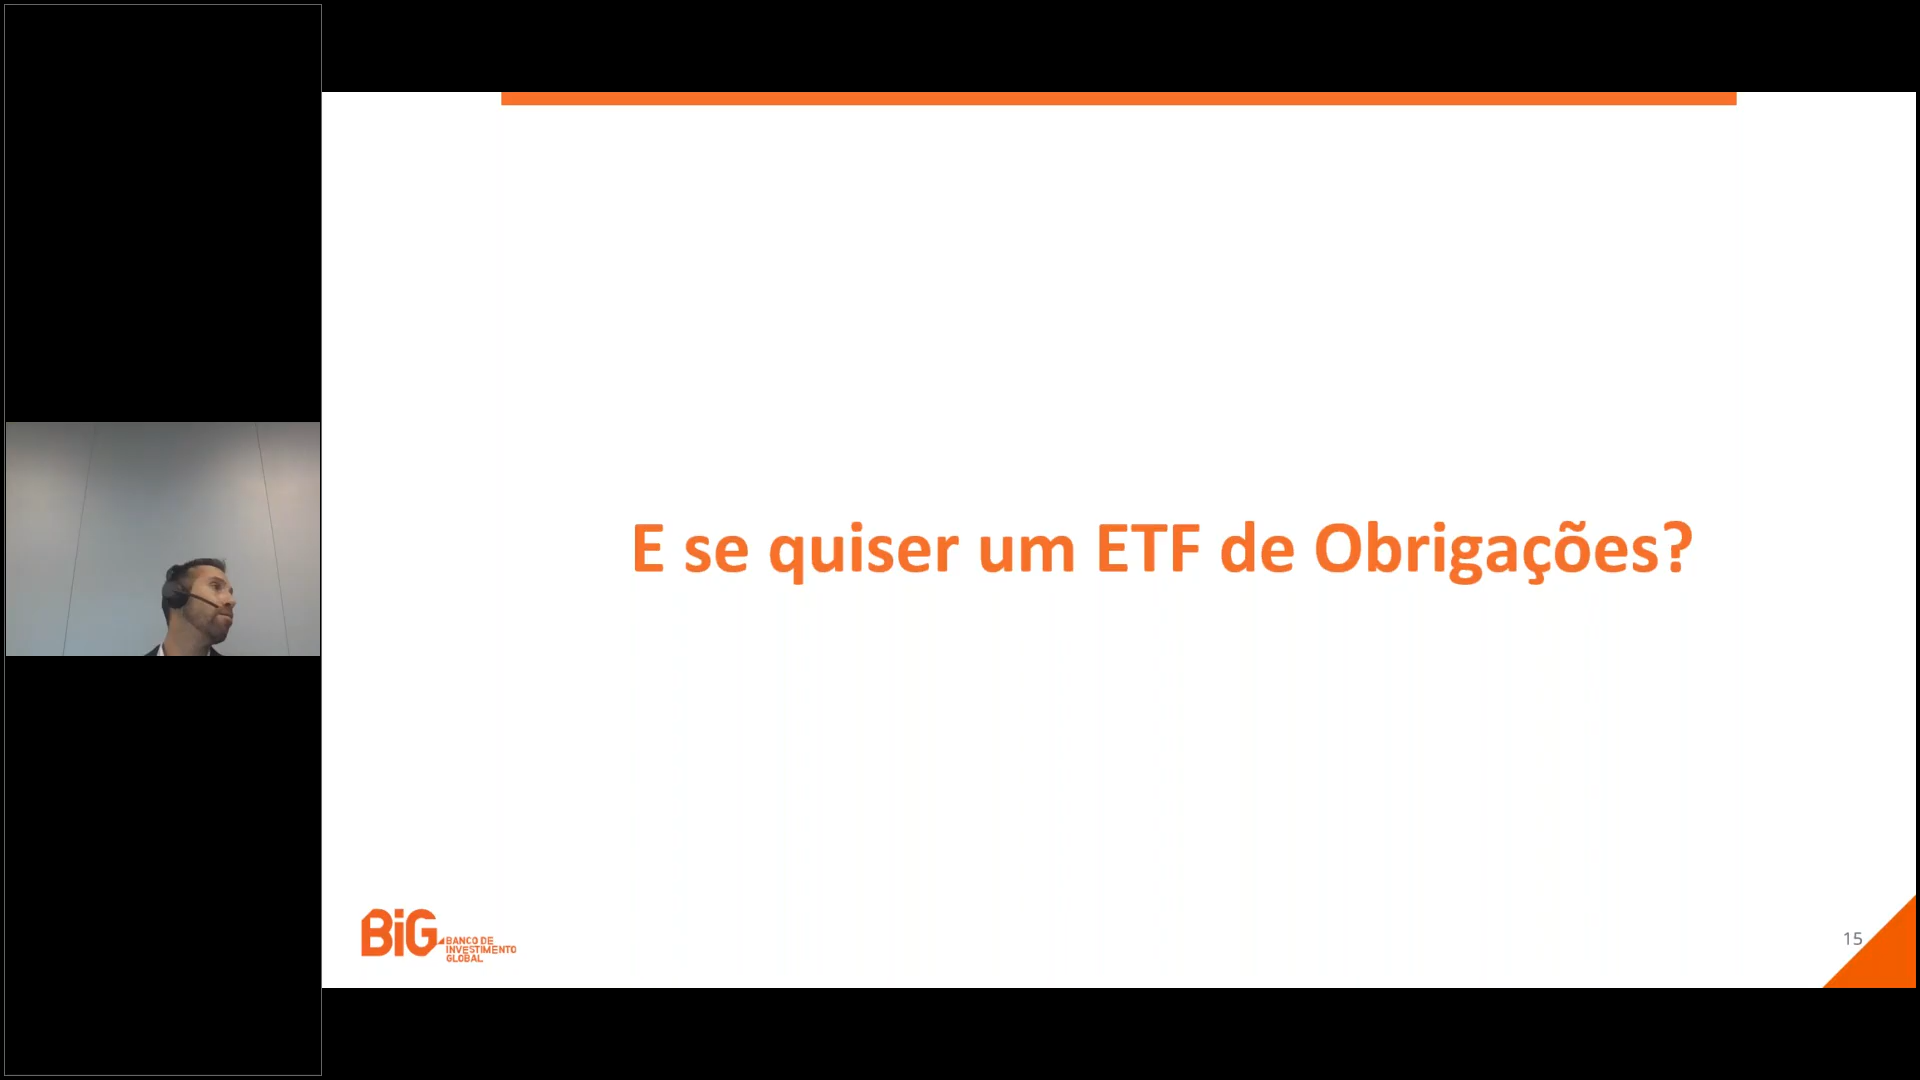 E se quiser um ETF de Obrigações?
BiG BANCO DE
INVESTIMENTO
GLOBAL
15